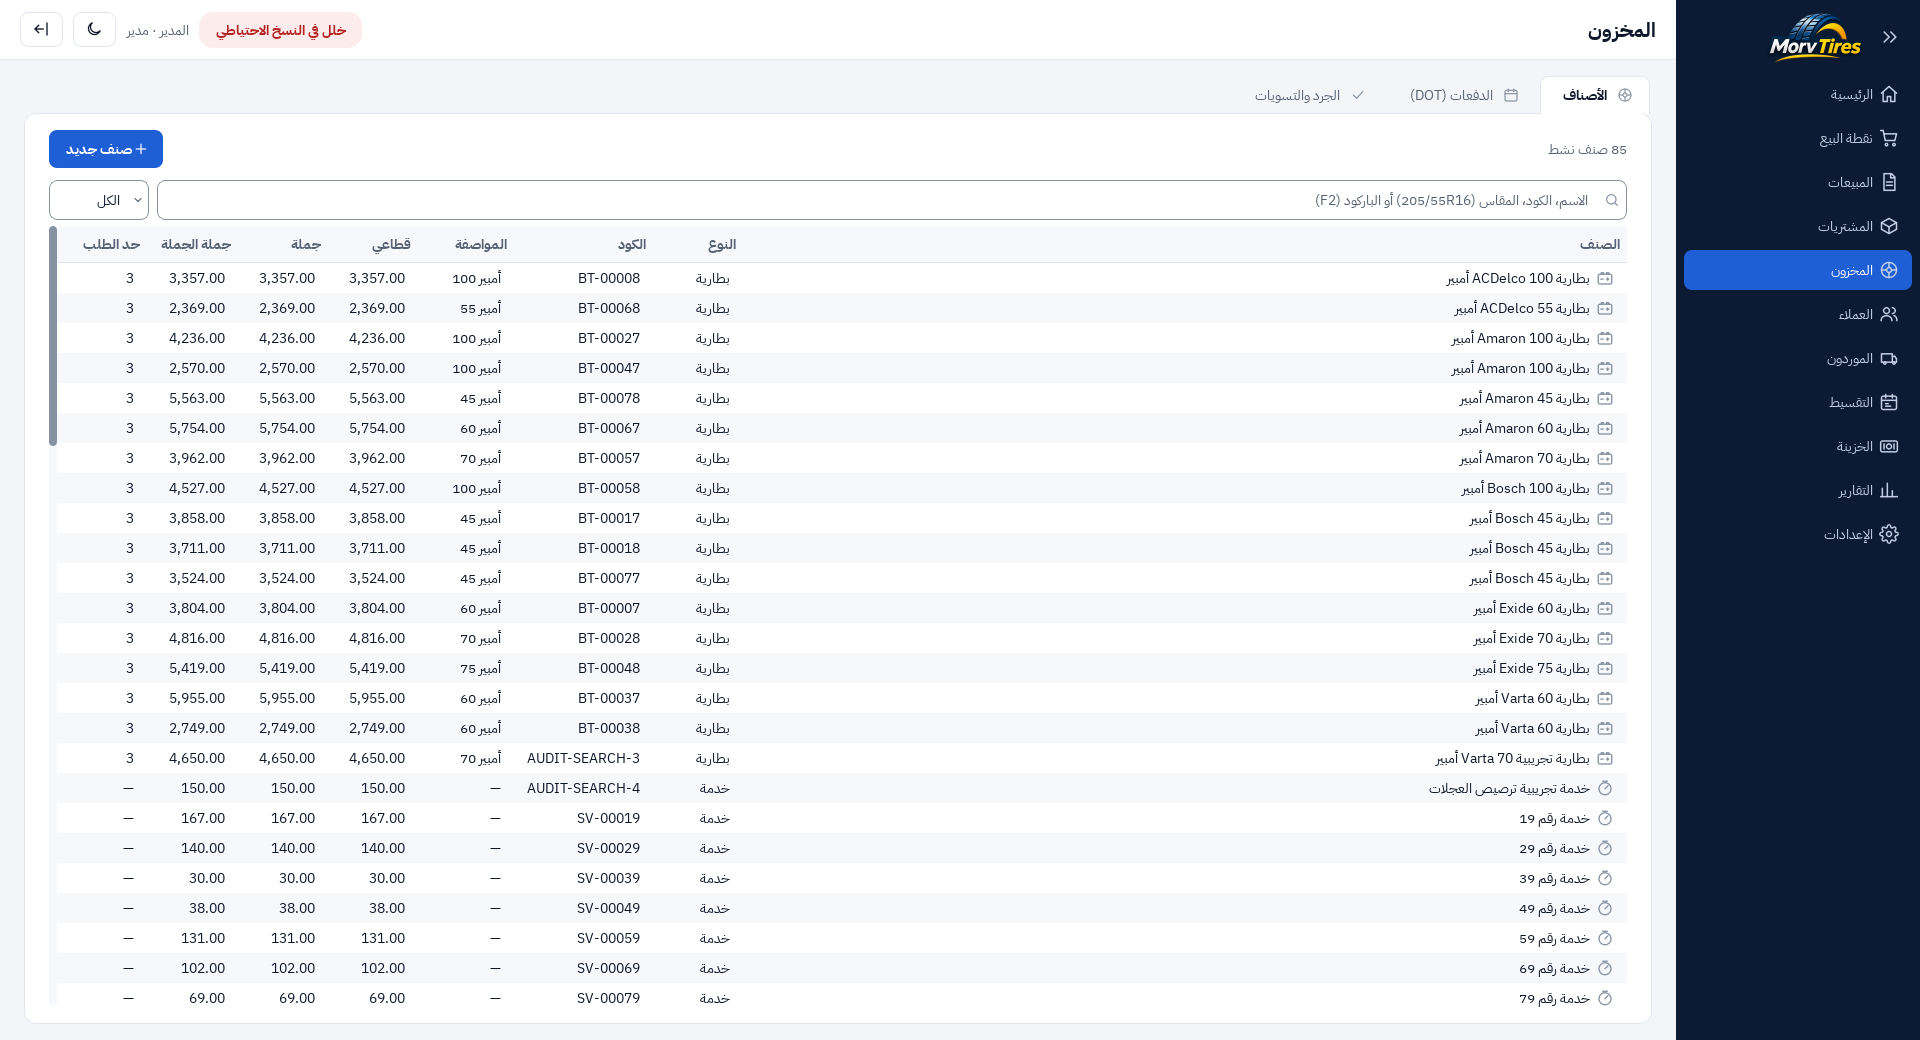 MorvTires
الرئيسية
نقطة البيع
المبيعات
المشتريات
المخزون
العملاء
الموردون
التقسيط
الخزينة
التقارير
الإعدادات
المخزون
خلل في النسخ الاحتياطي
المدير · مدير
الأصناف
الدفعات (DOT)
الجرد والتسويات
85 صنف نشط
صنف جديد
الاسم، الكود، المقاس (205/55R16) أو الباركود (F2)
الكل
الصنف النوع الكود المواصفة قطاعي جملة جملة الجملة حد الطلب
بطارية ACDelco 100 أمبير بطارية BT-00008 100 أمبير 3,357.00 3,357.00 3,357.00 3
بطارية ACDelco 55 أمبير بطارية BT-00068 55 أمبير 2,369.00 2,369.00 2,369.00 3
بطارية Amaron 100 أمبير بطارية BT-00027 100 أمبير 4,236.00 4,236.00 4,236.00 3
بطارية Amaron 100 أمبير بطارية BT-00047 100 أمبير 2,570.00 2,570.00 2,570.00 3
بطارية Amaron 45 أمبير بطارية BT-00078 45 أمبير 5,563.00 5,563.00 5,563.00 3
بطارية Amaron 60 أمبير بطارية BT-00067 60 أمبير 5,754.00 5,754.00 5,754.00 3
بطارية Amaron 70 أمبير بطارية BT-00057 70 أمبير 3,962.00 3,962.00 3,962.00 3
بطارية Bosch 100 أمبير بطارية BT-00058 100 أمبير 4,527.00 4,527.00 4,527.00 3
بطارية Bosch 45 أمبير بطارية BT-00017 45 أمبير 3,858.00 3,858.00 3,858.00 3
بطارية Bosch 45 أمبير بطارية BT-00018 45 أمبير 3,711.00 3,711.00 3,711.00 3
بطارية Bosch 45 أمبير بطارية BT-00077 45 أمبير 3,524.00 3,524.00 3,524.00 3
بطارية Exide 60 أمبير بطارية BT-00007 60 أمبير 3,804.00 3,804.00 3,804.00 3
بطارية Exide 70 أمبير بطارية BT-00028 70 أمبير 4,816.00 4,816.00 4,816.00 3
بطارية Exide 75 أمبير بطارية BT-00048 75 أمبير 5,419.00 5,419.00 5,419.00 3
بطارية Varta 60 أمبير بطارية BT-00037 60 أمبير 5,955.00 5,955.00 5,955.00 3
بطارية Varta 60 أمبير بطارية BT-00038 60 أمبير 2,749.00 2,749.00 2,749.00 3
بطارية تجريبية Varta 70 أمبير بطارية AUDIT-SEARCH-3 70 أمبير 4,650.00 4,650.00 4,650.00 3
خدمة تجريبية ترصيص العجلات خدمة AUDIT-SEARCH-4 — 150.00 150.00 150.00 —
خدمة رقم 19 خدمة SV-00019 — 167.00 167.00 167.00 —
خدمة رقم 29 خدمة SV-00029 — 140.00 140.00 140.00 —
خدمة رقم 39 خدمة SV-00039 — 30.00 30.00 30.00 —
خدمة رقم 49 خدمة SV-00049 — 38.00 38.00 38.00 —
خدمة رقم 59 خدمة SV-00059 — 131.00 131.00 131.00 —
خدمة رقم 69 خدمة SV-00069 — 102.00 102.00 102.00 —
خدمة رقم 79 خدمة SV-00079 — 69.00 69.00 69.00 —